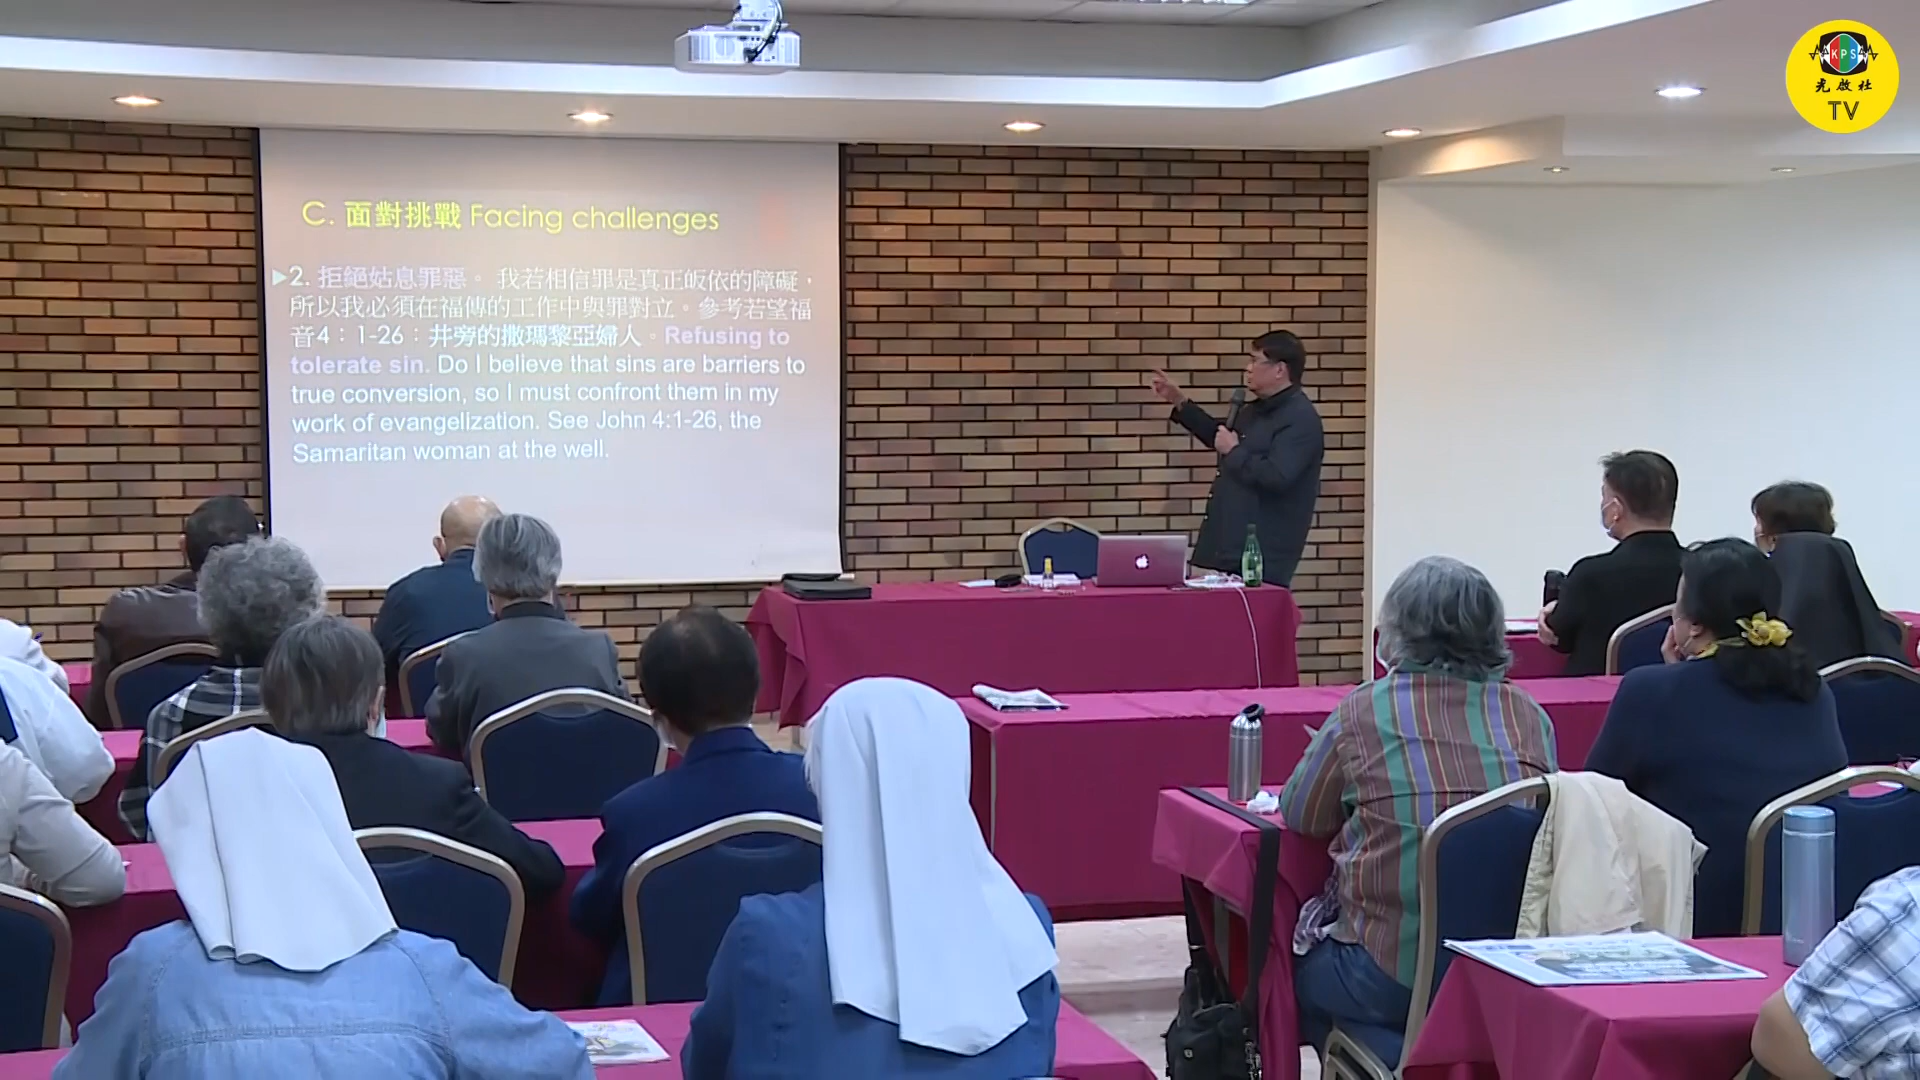 C. 面對挑戰 Facing challenges
2. 拒絕姑息罪惡。 我若相信罪是真正皈依的障礙，
所以我必須在福傳的工作中與罪對立。參考若望福
音4：1-26：井旁的撒瑪黎亞婦人。Refusing to
tolerate sin. Do I believe that sins are barriers to
true conversion, so I must confront them in my
work of evangelization. See John 4:1-26, the
Samaritan woman at the well.
KPS
光啟社
TV